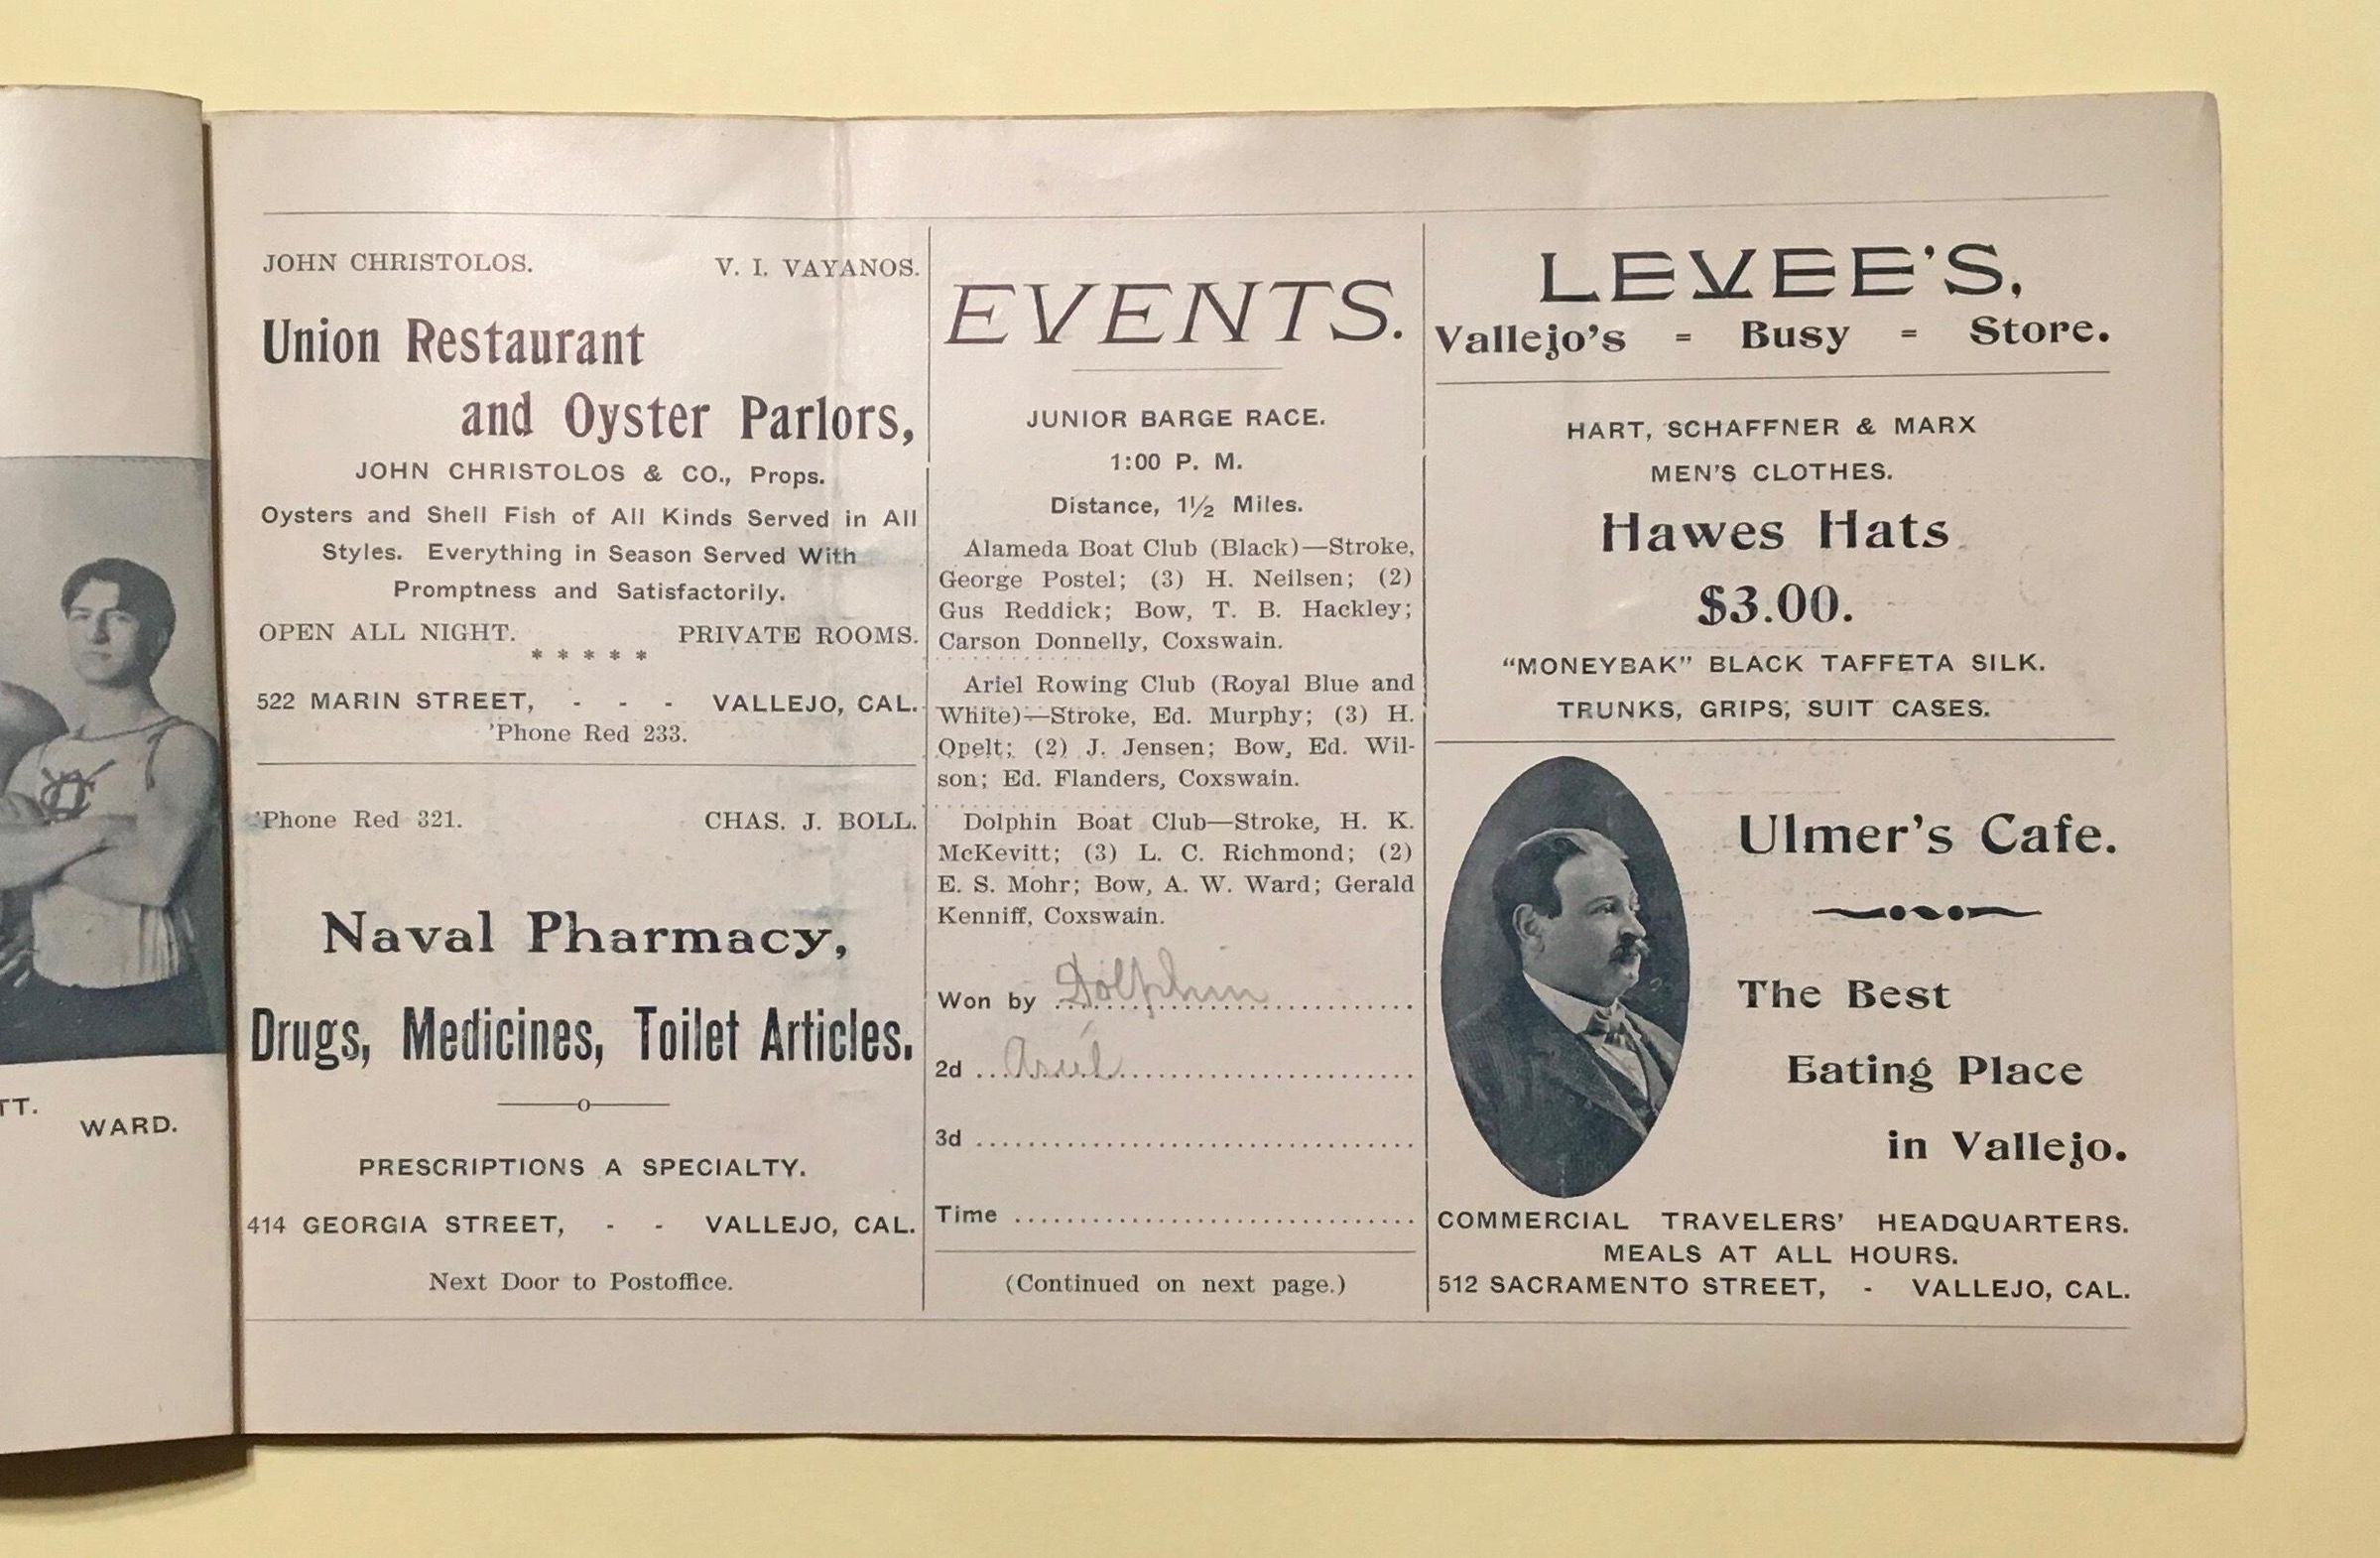 TT.
WARD.
JOHN CHRISTOLOS. V. I. VAYANOS.
Union Restaurant
and Oyster Parlors,
JOHN CHRISTOLOS & CO., Props.
Oysters and Shell Fish of All Kinds Served in All
Styles. Everything in Season Served With
Promptness and Satisfactorily.
OPEN ALL NIGHT. PRIVATE ROOMS.
* * * * *
522 MARIN STREET, - - - VALLEJO, CAL.
'Phone Red 233.
'Phone Red 321. CHAS. J. BOLL.
Naval Pharmacy,
Drugs, Medicines, Toilet Articles.
PRESCRIPTIONS A SPECIALTY.
414 GEORGIA STREET, - - VALLEJO, CAL.
Next Door to Postoffice.
EVENTS.
JUNIOR BARGE RACE.
1:00 P. M.
Distance, 1½ Miles.
Alameda Boat Club (Black)—Stroke,
George Postel; (3) H. Neilsen; (2)
Gus Reddick; Bow, T. B. Hackley;
Carson Donnelly, Coxswain.
Ariel Rowing Club (Royal Blue and
White)—Stroke, Ed. Murphy; (3) H.
Opelt; (2) J. Jensen; Bow, Ed. Wil-
son; Ed. Flanders, Coxswain.
Dolphin Boat Club—Stroke, H. K.
McKevitt; (3) L. C. Richmond; (2)
E. S. Mohr; Bow, A. W. Ward; Gerald
Kenniff, Coxswain.
Won by Dolphin
2d Ariel
3d
Time
(Continued on next page.)
LEVEE'S,
Vallejo's = Busy = Store.
HART, SCHAFFNER & MARX
MEN'S CLOTHES.
Hawes Hats
$3.00.
“MONEYBAK” BLACK TAFFETA SILK.
TRUNKS, GRIPS, SUIT CASES.
Ulmer's Cafe.
The Best
Eating Place
in Vallejo.
COMMERCIAL TRAVELERS' HEADQUARTERS.
MEALS AT ALL HOURS.
512 SACRAMENTO STREET, - VALLEJO, CAL.